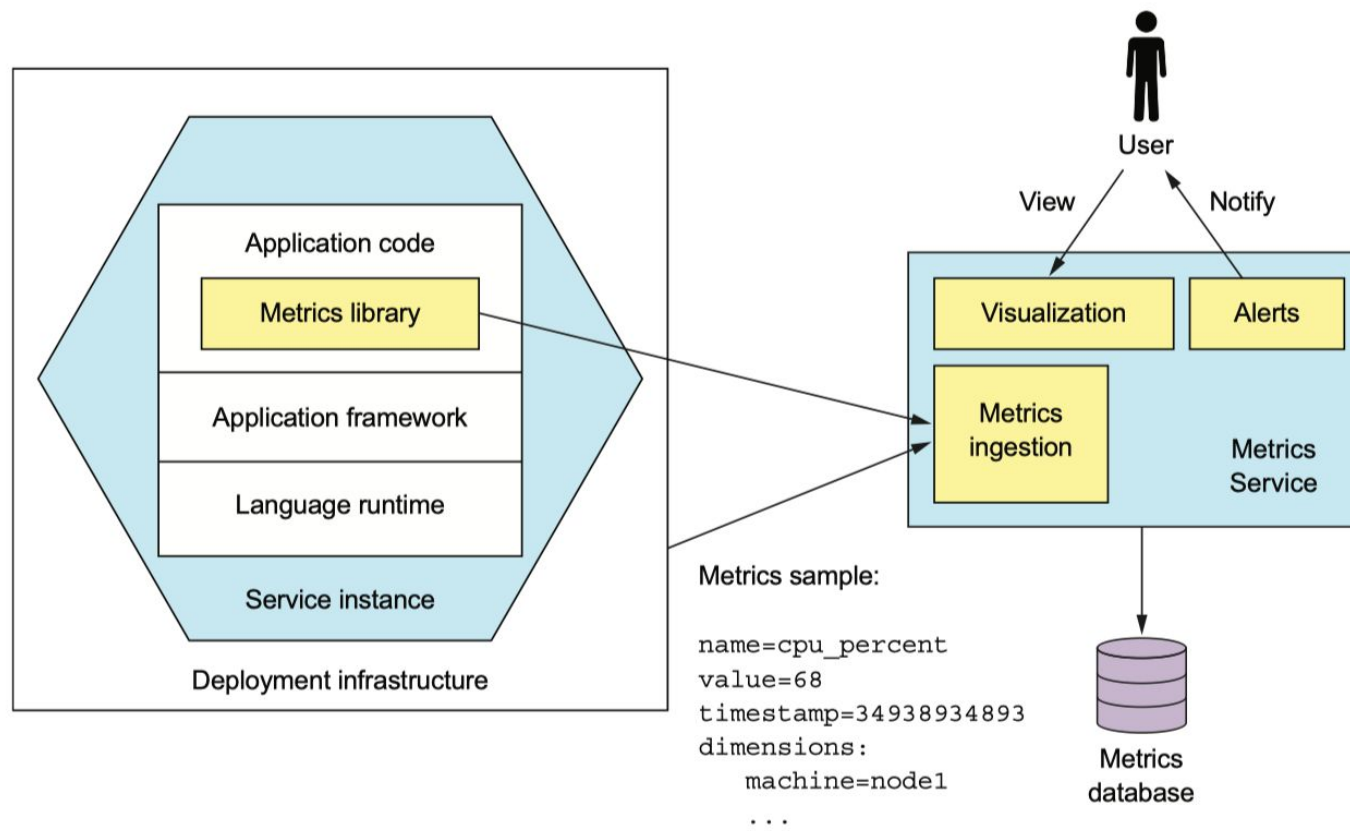 Application code
Metrics library
Application framework
Language runtime
Service instance
Deployment infrastructure
User
View
Notify
Visualization
Alerts
Metrics
ingestion
Metrics
Service
Metrics sample:
name=cpu_percent
value=68
timestamp=34938934893
dimensions:
machine=node1
...
Metrics
database